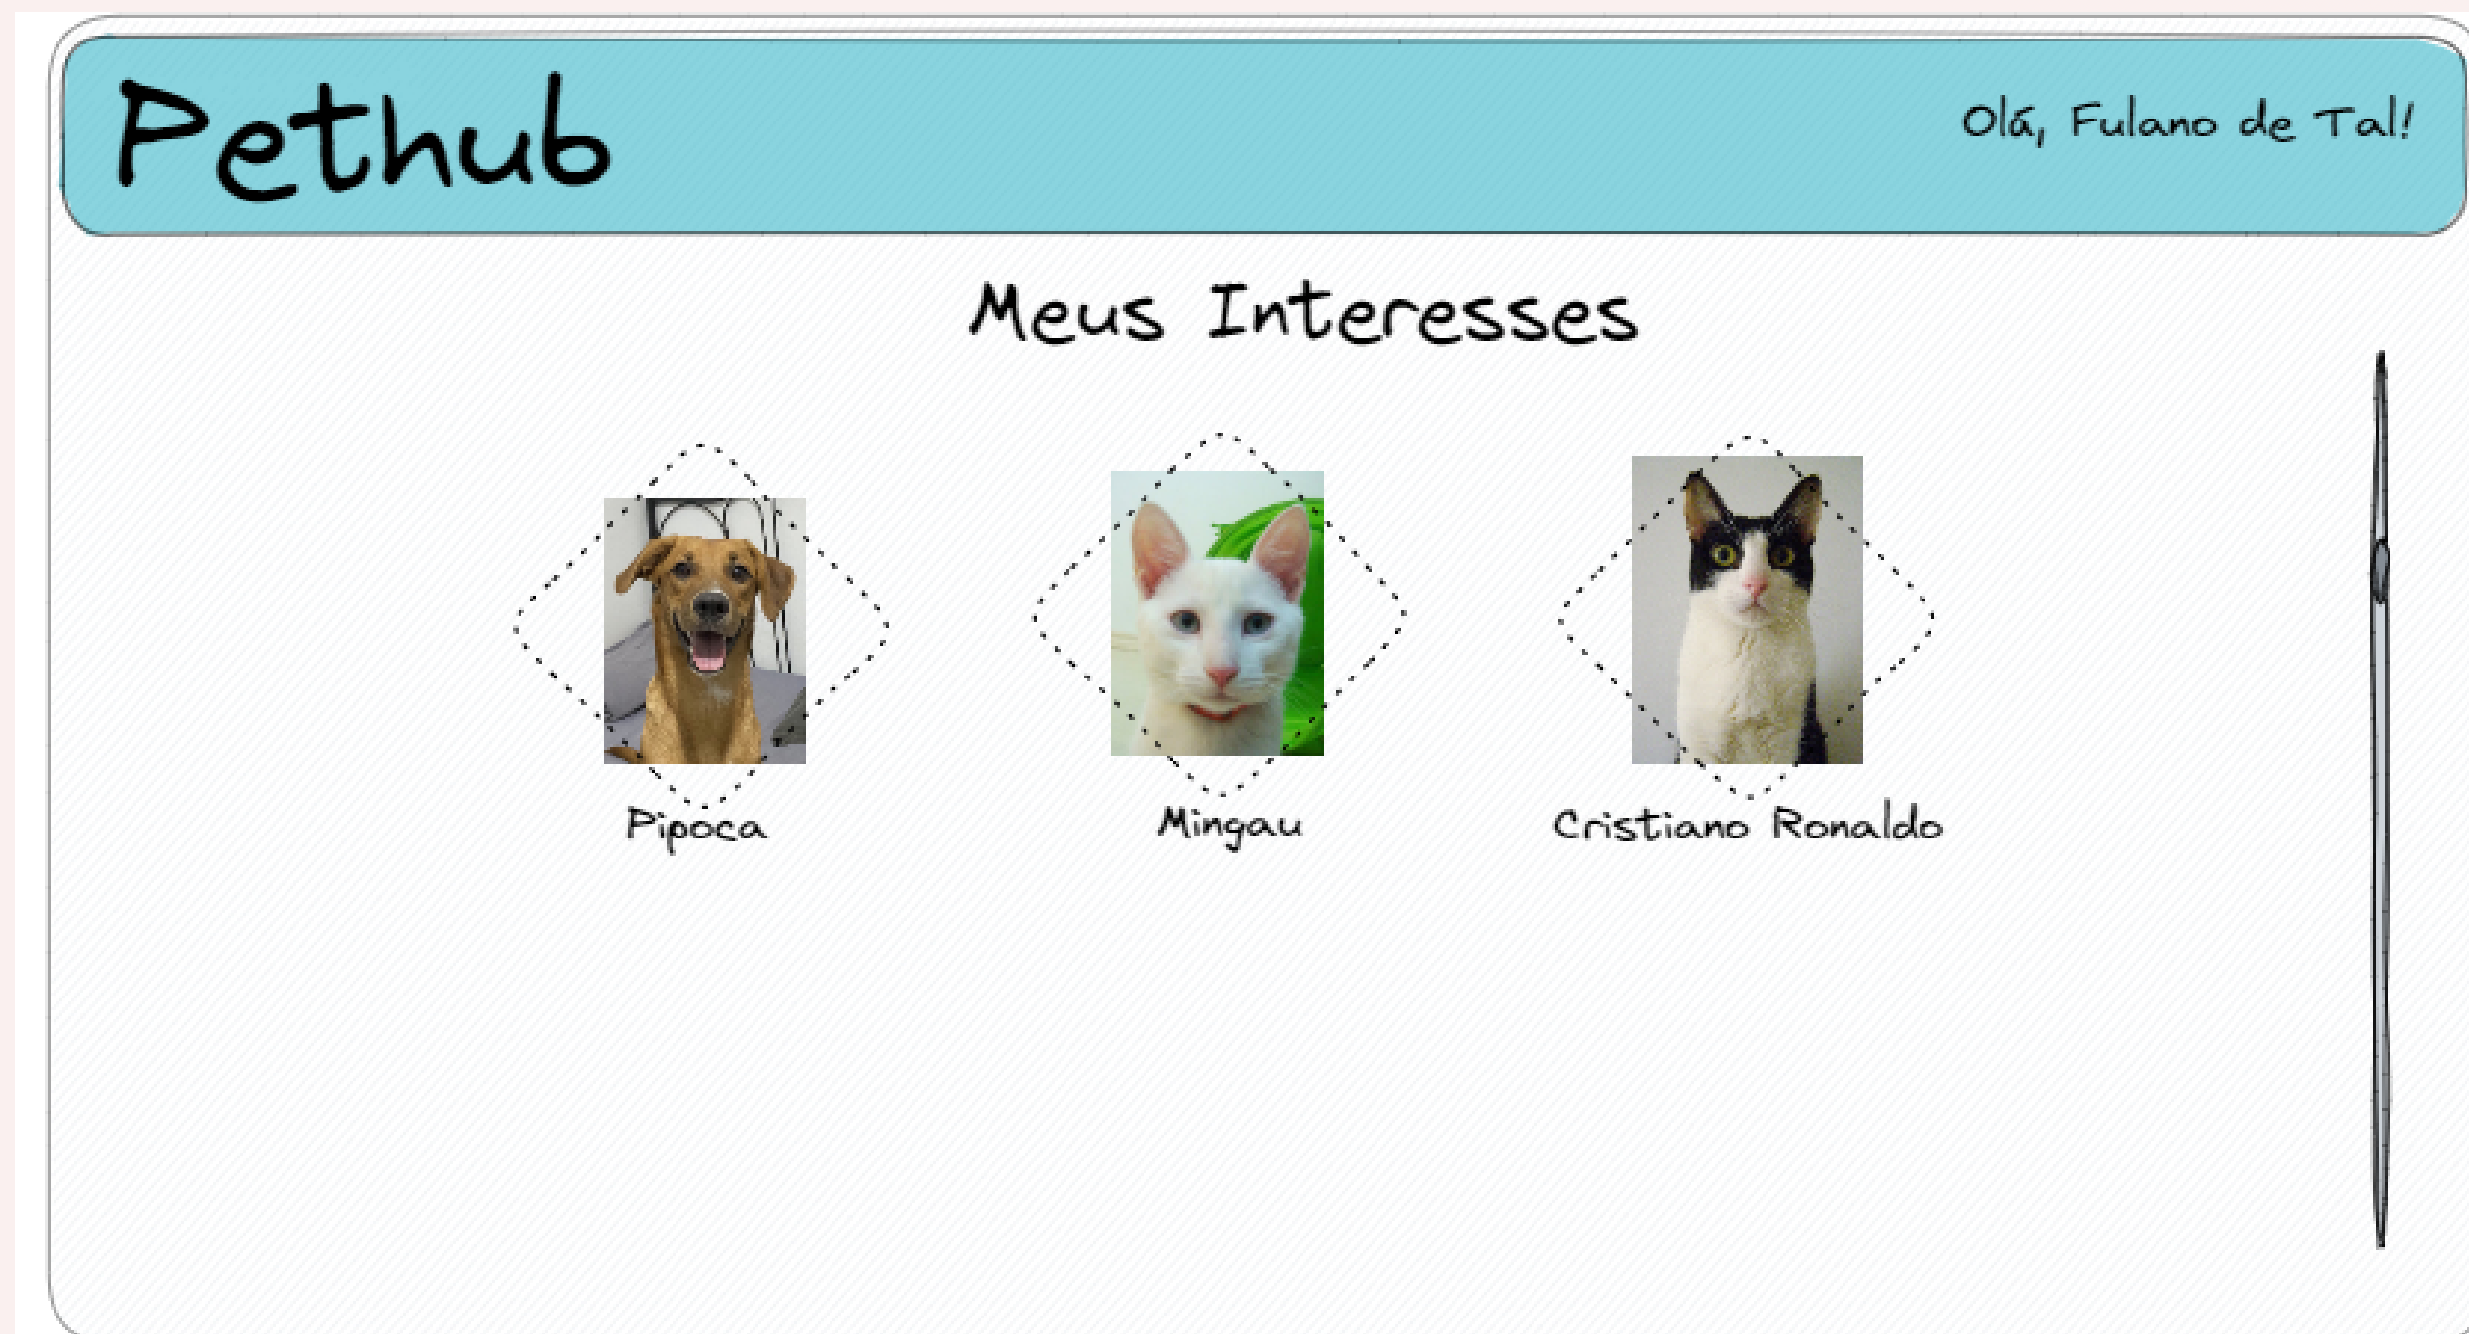 Pethub
Olá, Fulano de Tal!
Meus Interesses
Pipoca
Mingau
Cristiano Ronaldo